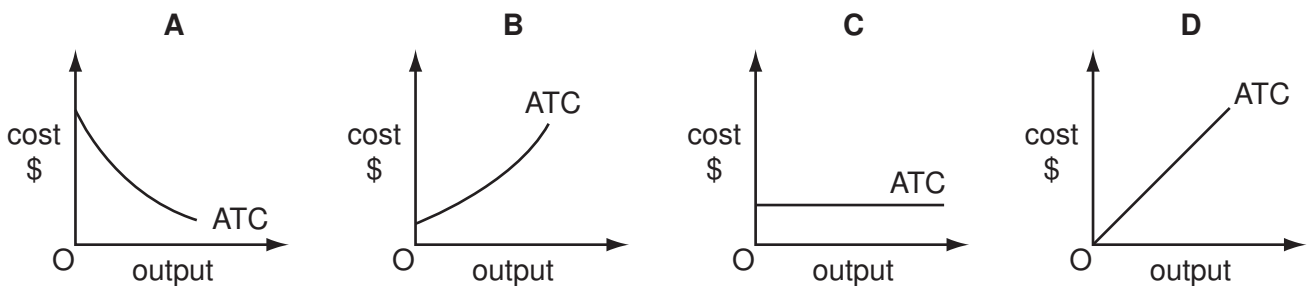 A
cost
$
ATC
O
output
B
cost
$
ATC
O
output
C
cost
$
ATC
O
output
D
cost
$
ATC
O
output